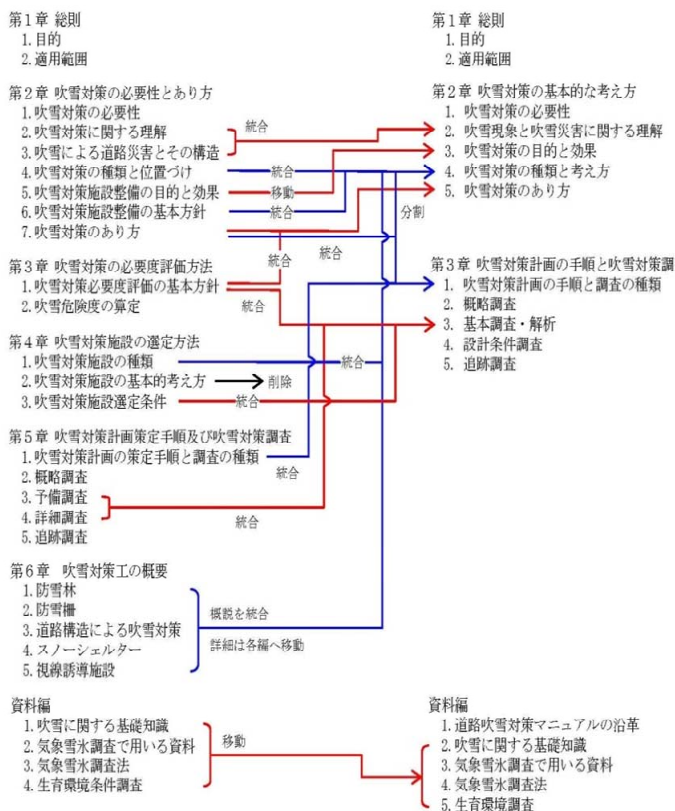 第1章 総則
1.目的
2.適用範囲
第2章 吹雪対策の必要性とあり方
1.吹雪対策の必要性
2.吹雪対策に関する理解
3.吹雪による道路災害とその構造
4.吹雪対策の種類と位置づけ
5.吹雪対策施設整備の目的と効果
6.吹雪対策施設整備の基本方針
7.吹雪対策のあり方
統合
統合
移動
統合
統合
分割
第3章 吹雪対策の必要度評価方法
1.吹雪対策必要度評価の基本方針
2.吹雪危険度の算定
統合
統合
第4章 吹雪対策施設の選定方法
1.吹雪対策施設の種類
2.吹雪対策施設の基本的考え方
3.吹雪対策施設選定条件
統合
削除
統合
第5章 吹雪対策計画策定手順及び吹雪対策調査
1.吹雪対策計画の策定手順と調査の種類
2.概略調査
3.予備調査
4.詳細調査
5.追跡調査
統合
統合
第6章 吹雪対策工の概要
1.防雪林
2.防雪柵
3.道路構造による吹雪対策
4.スノーシェルター
5.視線誘導施設
概説を統合
詳細は各編へ移動
資料編
1.吹雪に関する基礎知識
2.気象雪氷調査で用いる資料
3.気象雪氷調査法
4.生育環境条件調査
移動
第1章 総則
1.目的
2.適用範囲
第2章 吹雪対策の基本的な考え方
1. 吹雪対策の必要性
2. 吹雪現象と吹雪災害に関する理解
3. 吹雪対策の目的と効果
4. 吹雪対策の種類と考え方
5. 吹雪対策のあり方
第3章 吹雪対策計画の手順と吹雪対策調
1. 吹雪対策計画の手順と調査の種類
2. 概略調査
3. 基本調査・解析
4. 設計条件調査
5. 追跡調査
資料編
1.道路吹雪対策マニュアルの沿革
2.吹雪に関する基礎知識
3.気象雪氷調査で用いる資料
4.気象雪氷調査法
5.生育環境調査